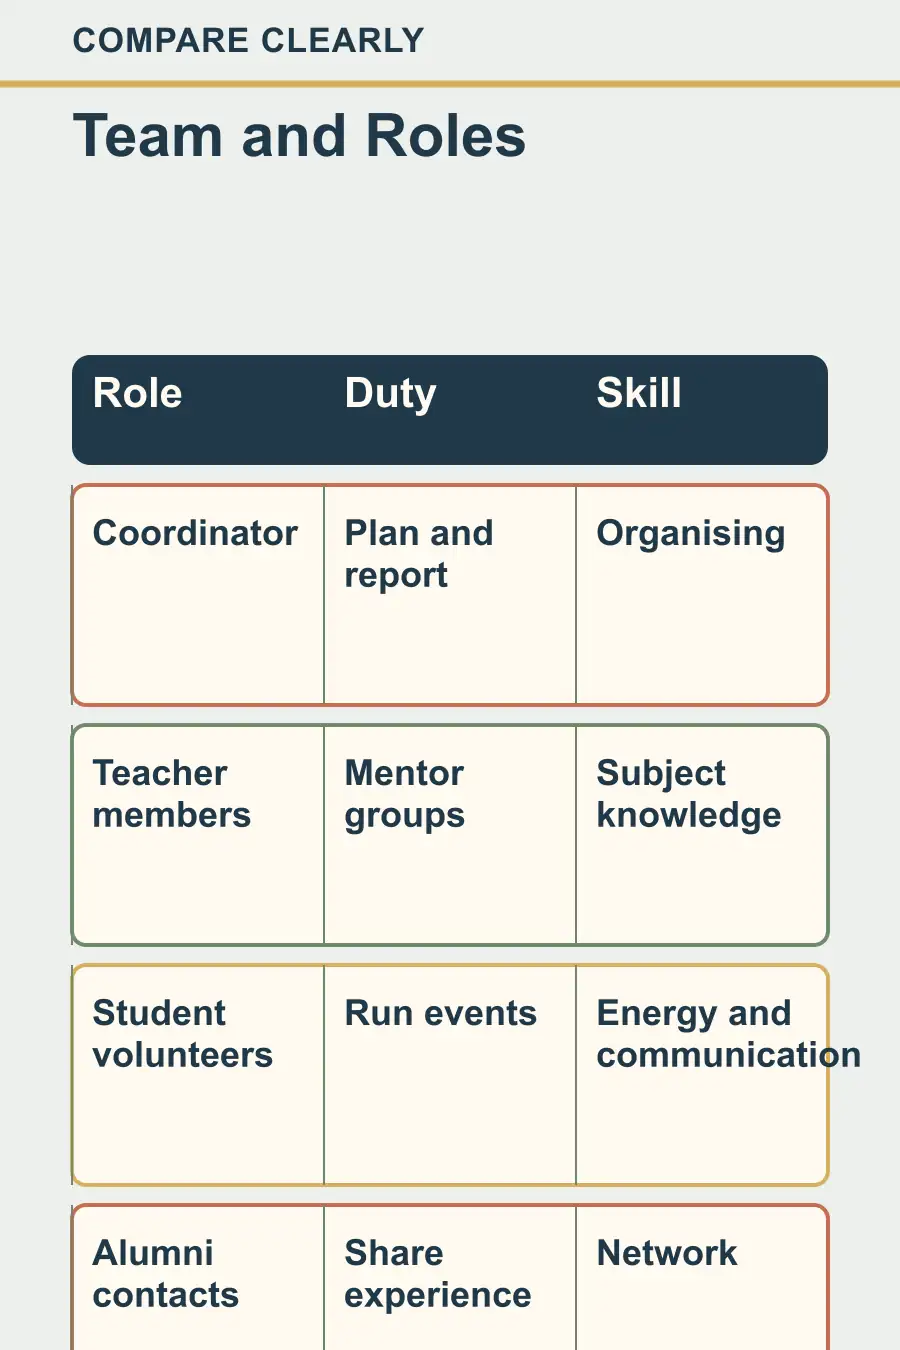 COMPARE CLEARLY
Team and Roles
Role Duty Skill
Coordinator Plan and Organising
report
Teacher Mentor Subject
members groups knowledge
Student Run events Energy and
volunteers communication
Alumni Share Network
contacts experience